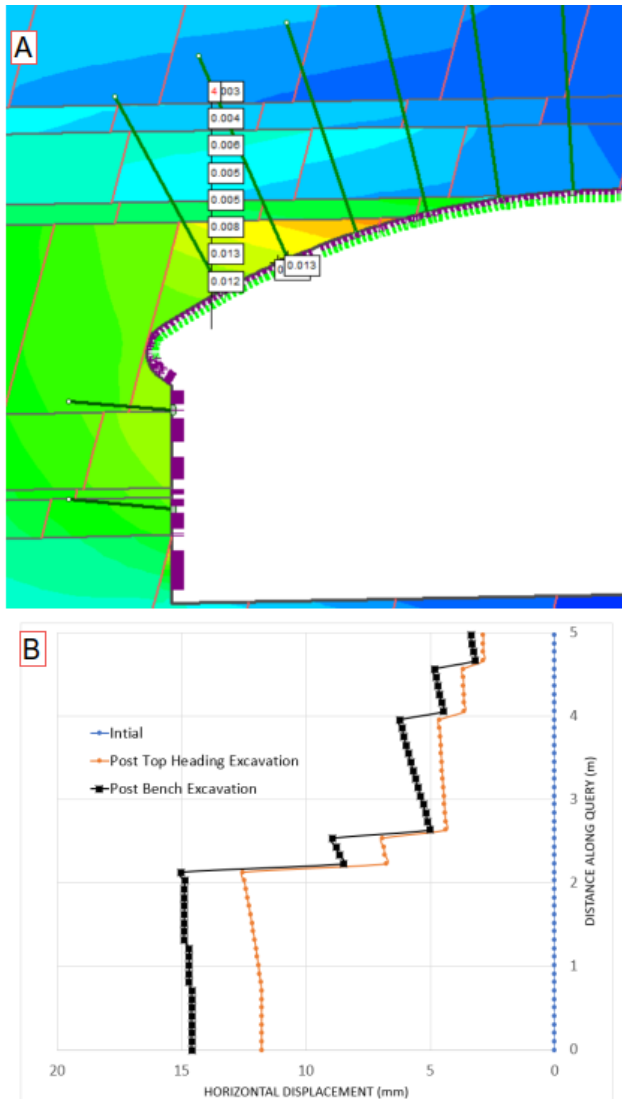 A
4 003
0.004
0.006
0.005
0.005
0.008
0.013
0.013
0.012
B
5
Intial
4
Post Top Heading Excavation
Post Bench Excavation
3
DISTANCE ALONG QUERY (m)
2
1
0
20 15 10 5 0
HORIZONTAL DISPLACEMENT (mm)